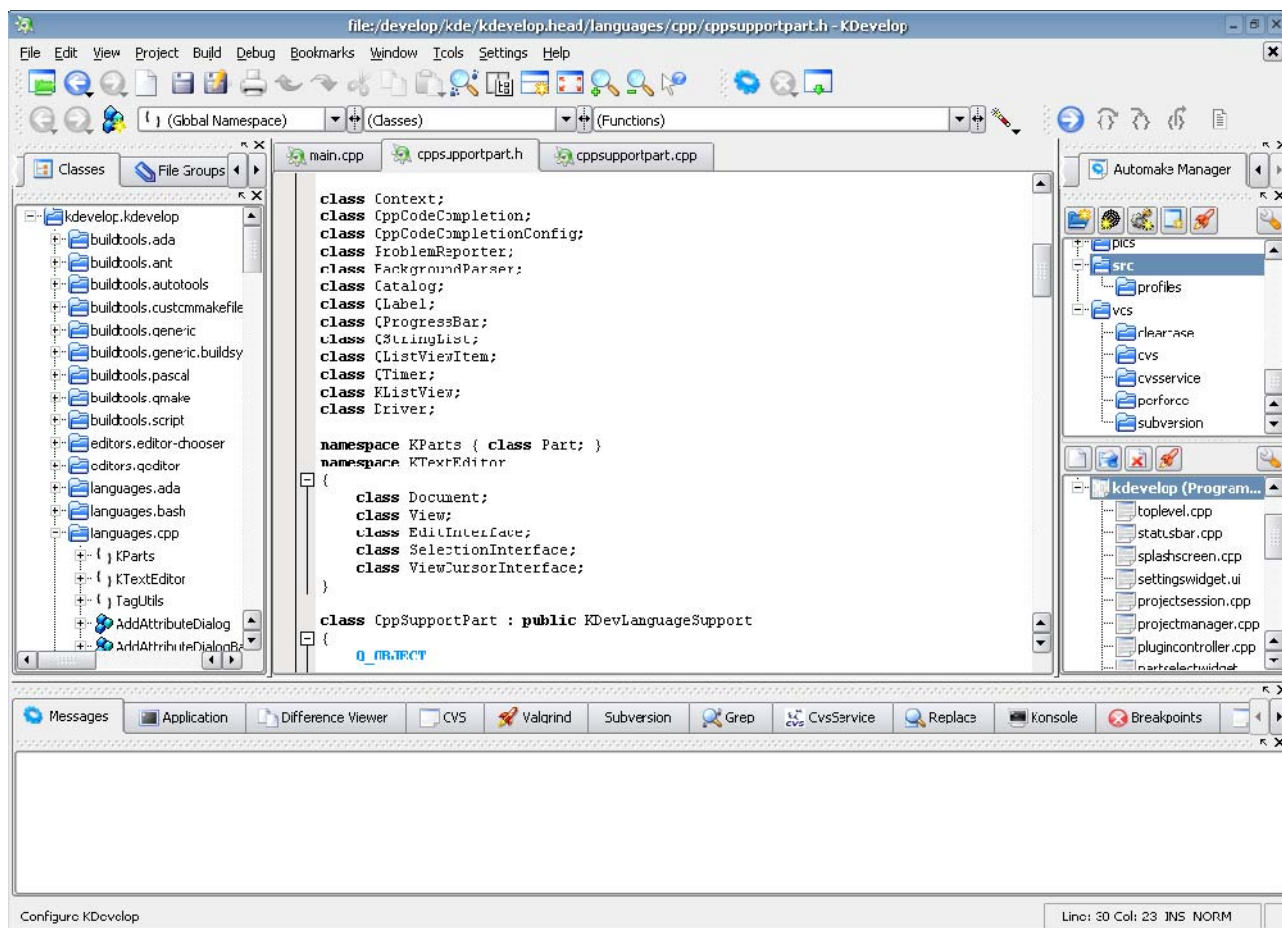 file:/develop/kde/kdevelop.head/languages/cpp/cppsupportpart.h - KDevelop
File Edit View Project Build Debug Bookmarks Window Tools Settings Help
(Global Namespace) (Classes) (Functions)
Classes File Groups
kdevelop.kdevelop
buildtools.ada
buildtools.ant
buildtools.autotools
buildtools.custommakefile
buildtools.generic
buildtools.generic.buildsy
buildtools.pascal
buildtools.qmake
buildtools.script
editors.editor-chooser
editors.qeditor
languages.ada
languages.bash
languages.cpp
{ } KParts
{ } KTextEditor
{ } TagUtils
AddAttributeDialog
AddAttributeDialogBa
main.cpp cppsupportpart.h cppsupportpart.cpp
class Context;
class CppCodeCompletion;
class CppCodeCompletionConfig;
class ProblemReporter;
class BackgroundParser;
class Catalog;
class QLabel;
class QProgressBar;
class QStringList;
class QListViewItem;
class QTimer;
class KListView;
class Driver;
namespace KParts { class Part; }
namespace KTextEditor
{
class Document;
class View;
class EditInterface;
class SelectionInterface;
class ViewCursorInterface;
}
class CppSupportPart : public KDevLanguageSupport
{
Q_OBJECT
Automake Manager
pics
src
profiles
vcs
clearcase
cvs
cvsservice
perforce
subversion
kdevelop (Program...
toplevel.cpp
statusbar.cpp
splashscreen.cpp
settingswidget.ui
projectsession.cpp
projectmanager.cpp
plugincontroller.cpp
partselectwidget
Messages Application Difference Viewer CVS Valgrind Subversion Grep CvsService Replace Konsole Breakpoints
Configure KDevelop
Line: 30 Col: 23 INS NORM